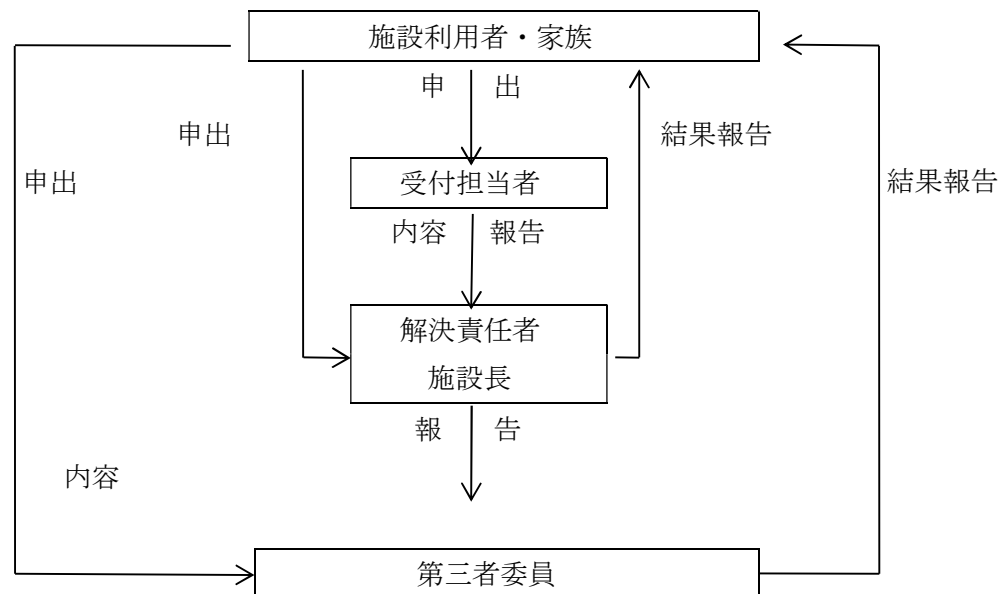 施設利用者・家族
申 出
申出
結果報告
申出
受付担当者
結果報告
内容 報告
解決責任者
施設長
報 告
内容
第三者委員